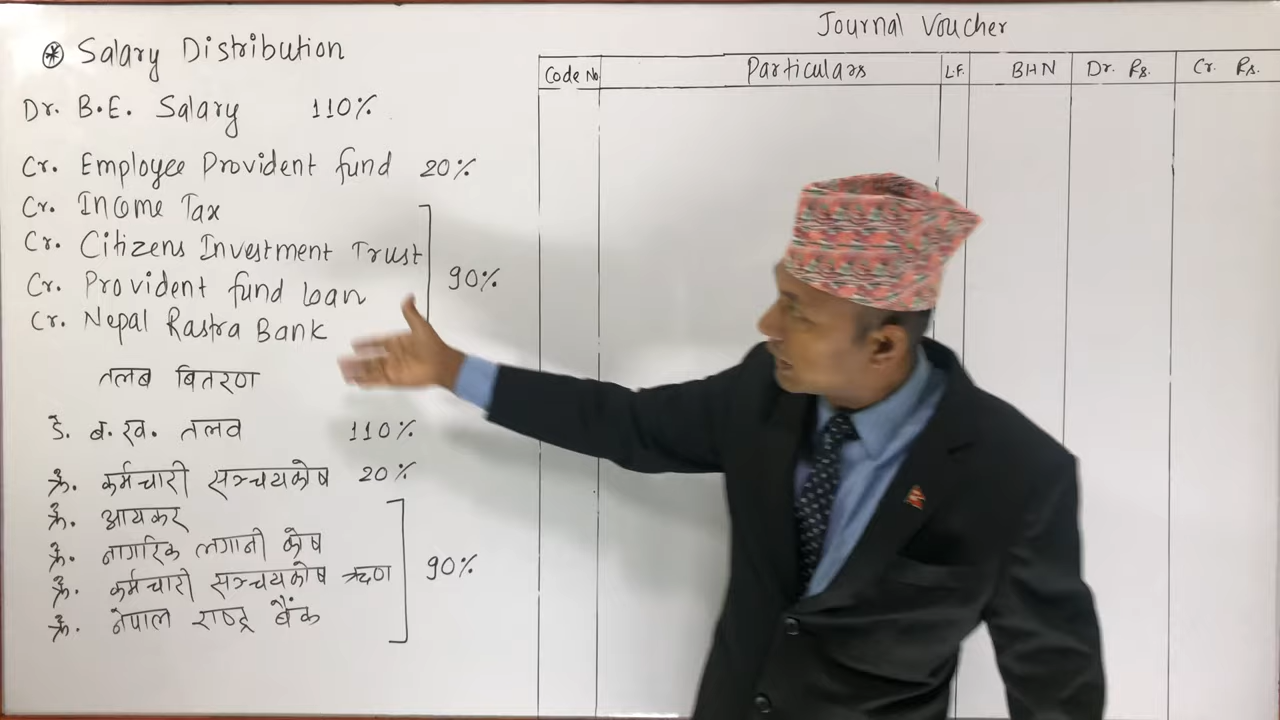 ⊛ Salary Distribution
Dr. B.E. Salary 110%
Cr. Employee Provident fund 20%
Cr. Income Tax
Cr. Citizens Investment Trust
Cr. Provident fund loan
90%
Cr. Nepal Rastra Bank
तलब बितरण
डे. ब.ख. तलब 110%
क्रे. कर्मचारी सञ्चयकोष 20%
क्रे. आयकर
क्रे. नागरिक लगानी कोष
क्रे. कर्मचारी सञ्चयकोष ऋण
90%
क्रे. नेपाल राष्ट्र बैंक
Journal Voucher
Code No Particulars L.F. BHN Dr. Rs. Cr. Rs.